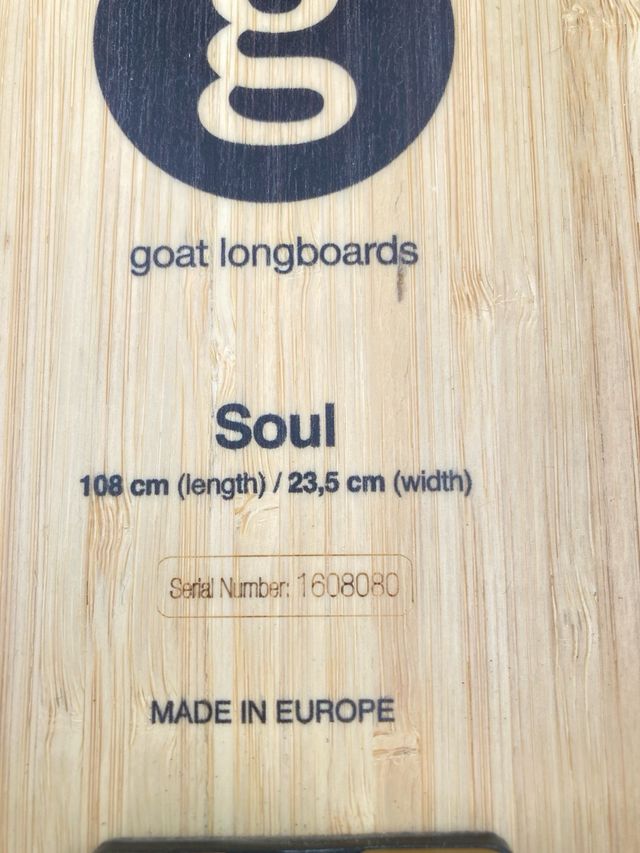 g
goat longboards
Soul
108 cm (length) / 23,5 cm (width)
Serial Number: 1608080
MADE IN EUROPE